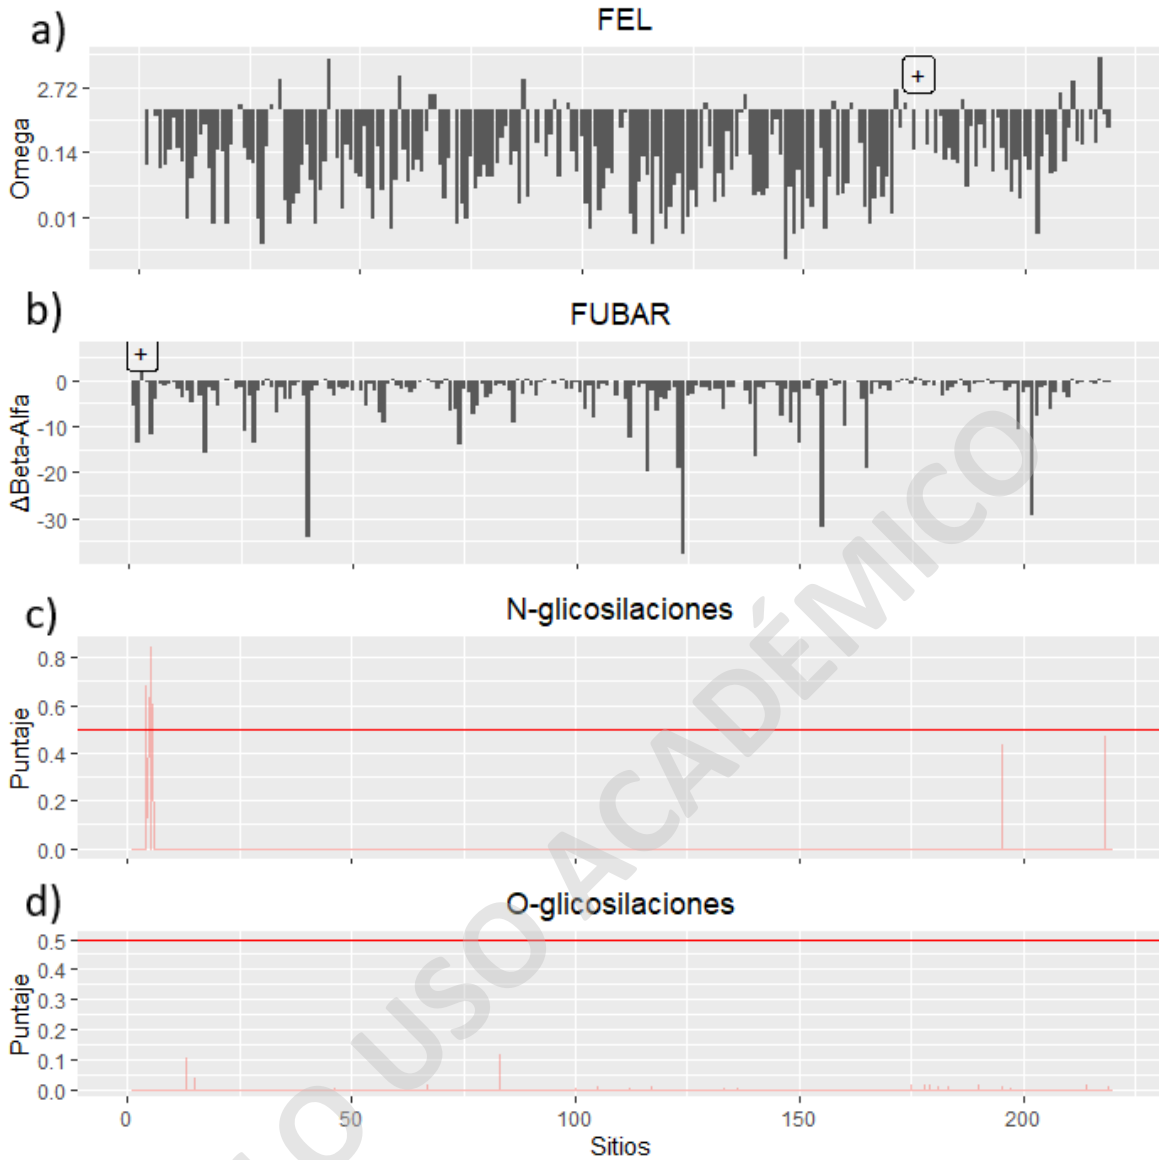 a)
FEL
Omega
2.72
0.14
0.01
+
b)
FUBAR
ΔBeta-Alfa
0
-10
-20
-30
+
c)
N-glicosilaciones
Puntaje
0.8
0.6
0.4
0.2
0.0
d)
O-glicosilaciones
Puntaje
0.5
0.4
0.3
0.2
0.1
0.0
0 50 100 150 200
Sitios
LO USO ACADÉMICO